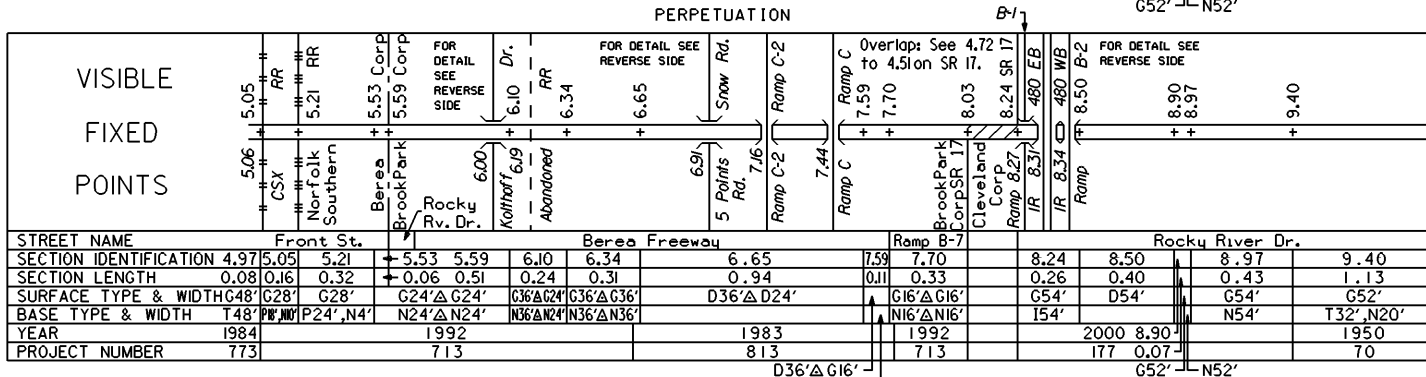 G52' N52'
PERPETUATION
B-1
VISIBLE
FIXED
POINTS
5.05
5.06
RR
CSX
5.21 RR
Norfolk
Southern
5.53 Corp
Berea
5.59 Corp
BrookPark
Rocky
Rv. Dr.
FOR
DETAIL
SEE
REVERSE
SIDE
6.00
6.10 Dr.
Kolthoff 6.19
RR
Abandoned
6.34
FOR DETAIL SEE
REVERSE SIDE
6.65
6.91
Snow Rd.
5 Points
Rd.
7.16
Ramp C-2
Ramp C-2
7.44
Ramp C
Ramp C
Overlap: See 4.72
to 4.51on SR 17.
7.59
7.70
8.03
BrookPark
CorpSR 17
Cleveland
Corp
8.24 SR 17
Ramp 8.27
480 EB
IR 8.31
480 WB
IR 8.34
8.50 B-2
Ramp
FOR DETAIL SEE
REVERSE SIDE
8.90
8.97
9.40
STREET NAME Front St. Berea Freeway Ramp B-7 Rocky River Dr.
SECTION IDENTIFICATION 4.97 5.05 5.21 5.53 5.59 6.10 6.34 6.65 7.59 7.70 8.24 8.50 8.97 9.40
SECTION LENGTH 0.08 0.16 0.32 0.06 0.51 0.24 0.31 0.94 0.11 0.33 0.26 0.40 0.43 1.13
SURFACE TYPE & WIDTH G48' G28' G28' G24'Δ G24' G36'ΔG24' G36'ΔG36' D36'Δ D24' G16'ΔG16' G54' D54' G54' G52'
BASE TYPE & WIDTH T48' P18',N10' P24',N4' N24'Δ N24' N36'ΔN24' N36'ΔN36' N16'ΔN16' I54' N54' T32',N20'
YEAR 1984 1992 1983 1992 2000 8.90 1950
PROJECT NUMBER 773 713 813 713 177 0.07 70
D36'Δ G16' G52' N52'